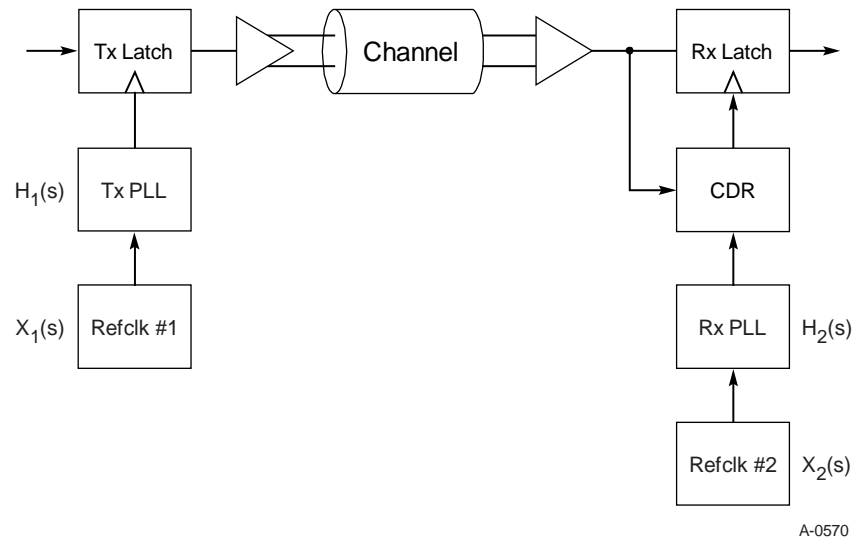 Tx Latch
Channel
Rx Latch
H1(s)
Tx PLL
CDR
X1(s)
Refclk #1
Rx PLL
H2(s)
Refclk #2
X2(s)
A-0570